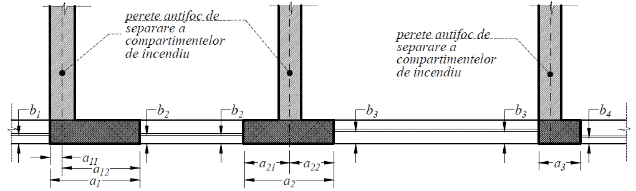 perete antifoc de
separare a
compartimentelor
de incendiu
perete antifoc de
separare a
compartimentelor
de incendiu
b1
b2
b2
b3
b3
b4
a11
a12
a1
a21
a22
a2
a3